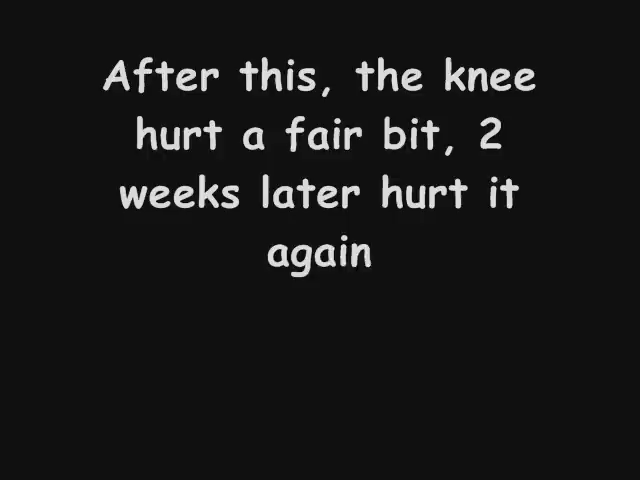 After this, the knee
hurt a fair bit, 2
weeks later hurt it
again